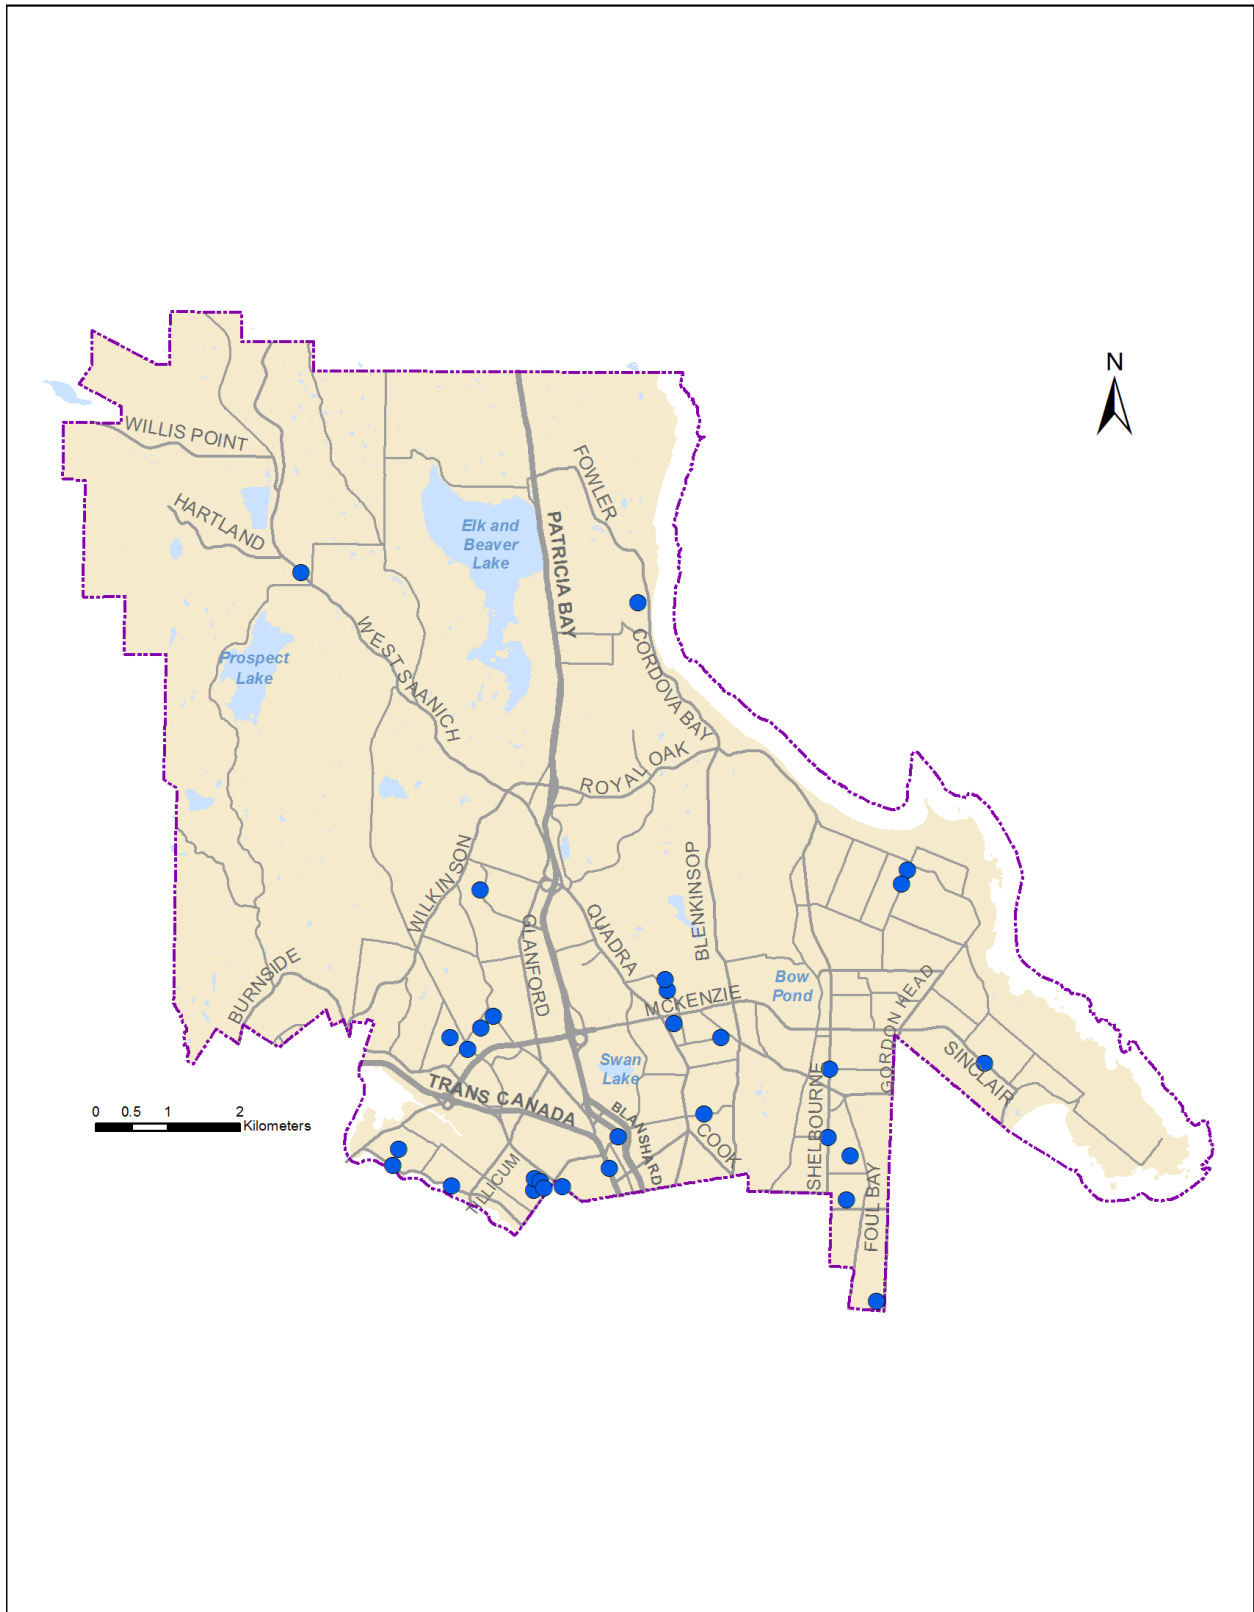 N
WILLIS POINT
FOWLER
HARTLAND
PATRICIA BAY
Elk and
Beaver
Lake
WEST SAANICH
CORDOVA BAY
Prospect
Lake
ROYAL OAK
WILKINSON
BLENKINSOP
QUADRA
GLANFORD
BURNSIDE
MCKENZIE
Bow
Pond
GORDON HEAD
SINCLAIR
Swan
Lake
TRANS CANADA
BLANSHARD
SHELBOURNE
COOK
TILLICUM
FOUL BAY
0 0.5 1 2
Kilometers